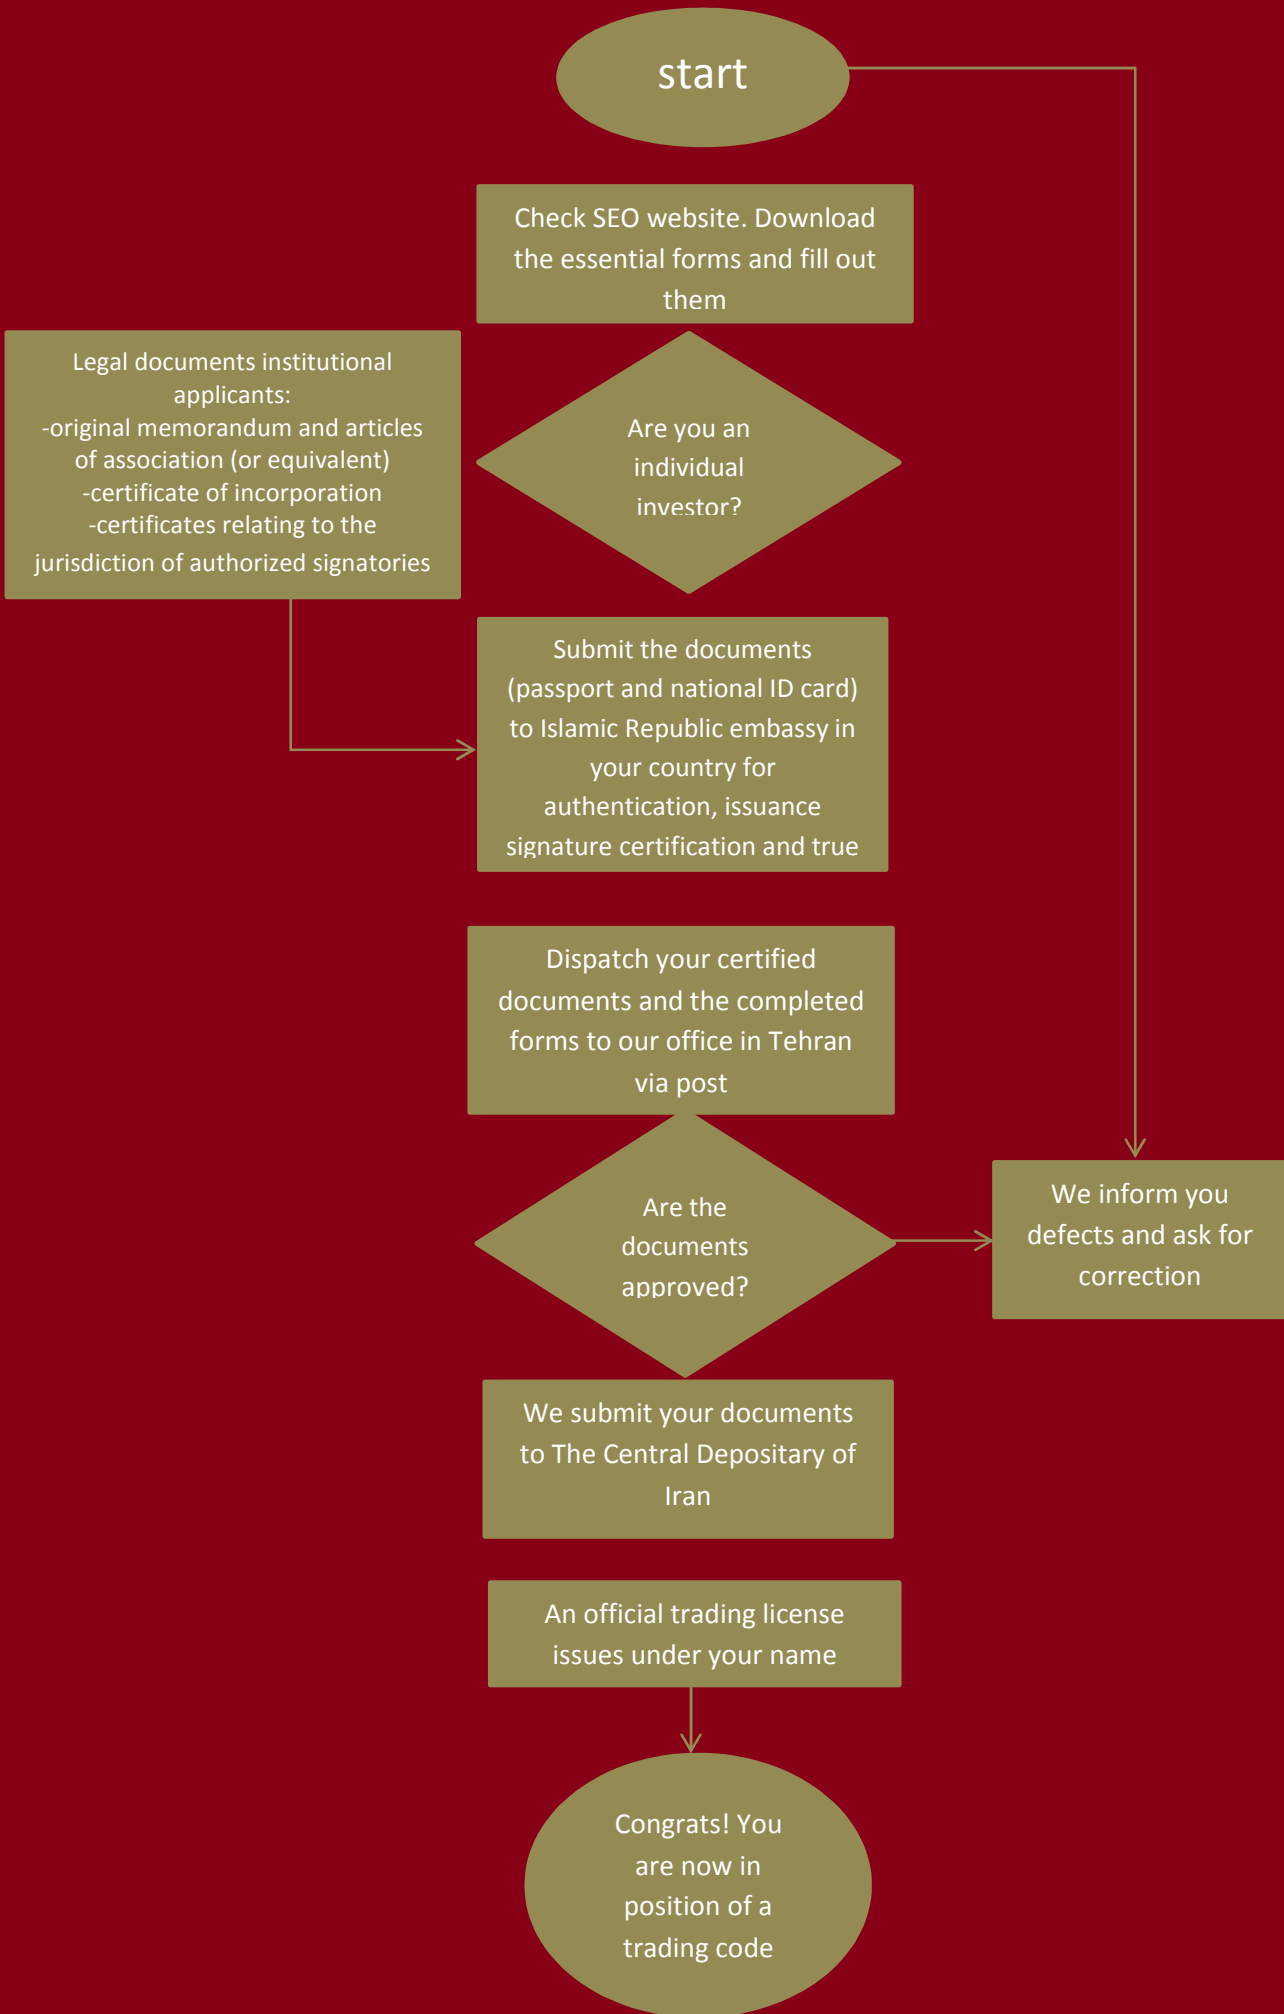 start
Check SEO website. Download
the essential forms and fill out
them
Legal documents institutional
applicants:
-original memorandum and articles
of association (or equivalent)
-certificate of incorporation
-certificates relating to the
jurisdiction of authorized signatories
Are you an
individual
investor?
Submit the documents
(passport and national ID card)
to Islamic Republic embassy in
your country for
authentication, issuance
signature certification and true
Dispatch your certified
documents and the completed
forms to our office in Tehran
via post
Are the
documents
approved?
We inform you
defects and ask for
correction
We submit your documents
to The Central Depositary of
Iran
An official trading license
issues under your name
Congrats! You
are now in
position of a
trading code